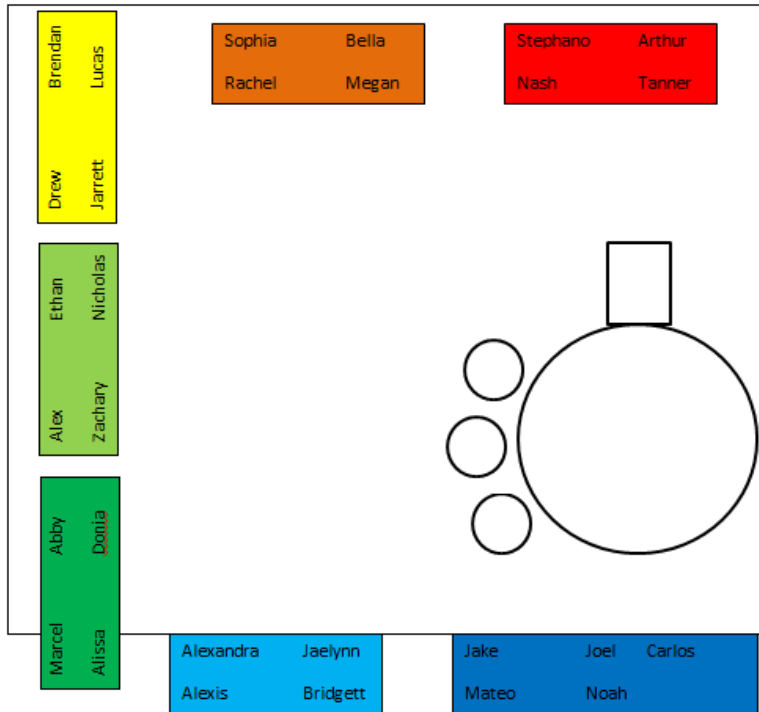 Sophia Bella
Rachel Megan
Stephano Arthur
Nash Tanner
Drew Brendan
Jarrett Lucas
Alex Ethan
Zachary Nicholas
Marcel Abby
Alissa Donia
Alexandra Jaelynn
Alexis Bridgett
Jake Joel Carlos
Mateo Noah